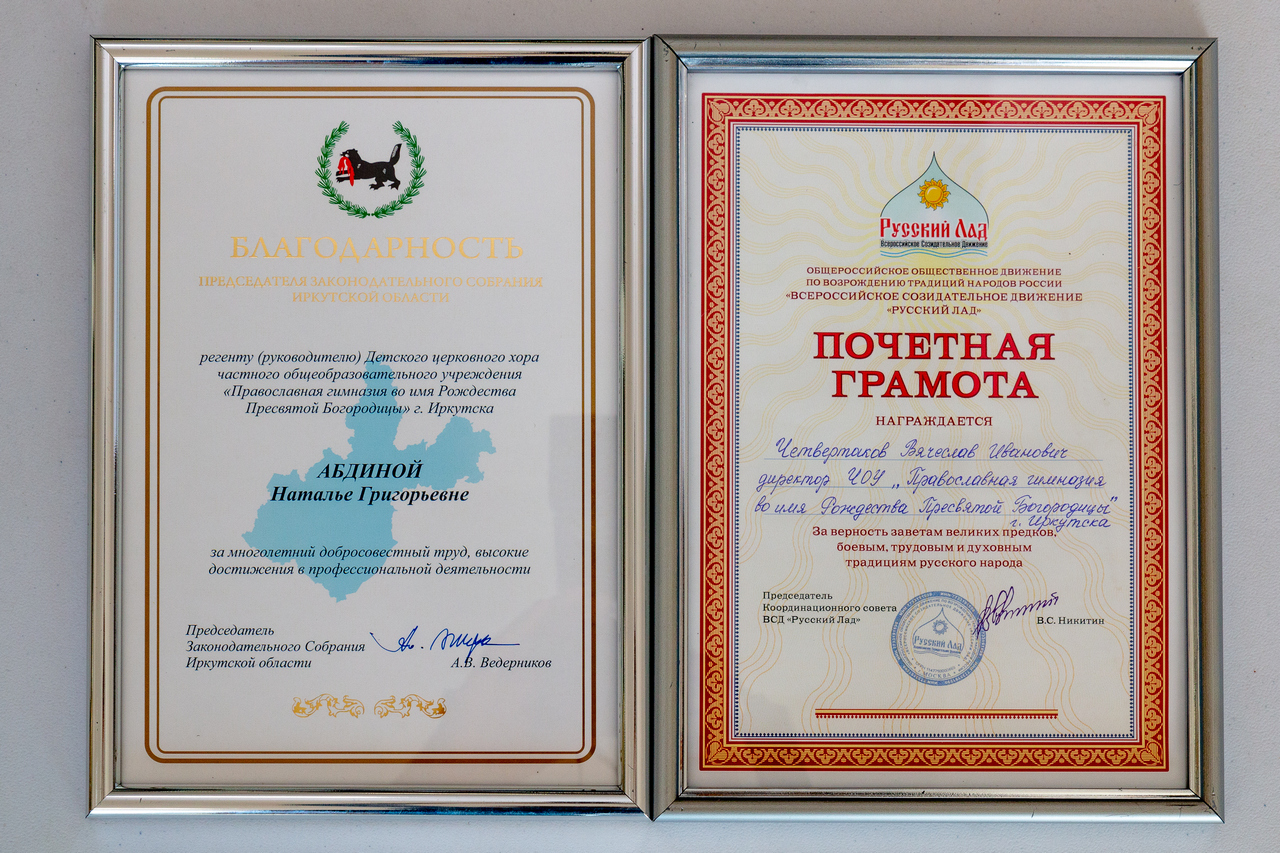 БЛАГОДАРНОСТЬ
ПРЕДСЕДАТЕЛЯ ЗАКОНОДАТЕЛЬНОГО СОБРАНИЯ
ИРКУТСКОЙ ОБЛАСТИ
регенту (руководителю) Детского церковного хора
частного общеобразовательного учреждения
«Православная гимназия во имя Рождества
Пресвятой Богородицы» г. Иркутска
АБДИНОЙ
Наталье Григорьевне
за многолетний добросовестный труд, высокие
достижения в профессиональной деятельности
Председатель
Законодательного Собрания
Иркутской области
А.В. Ведерников
Русский Лад
Всероссийское Созидательное Движение
ОБЩЕРОССИЙСКОЕ ОБЩЕСТВЕННОЕ ДВИЖЕНИЕ
ПО ВОЗРОЖДЕНИЮ ТРАДИЦИЙ НАРОДОВ РОССИИ
«ВСЕРОССИЙСКОЕ СОЗИДАТЕЛЬНОЕ ДВИЖЕНИЕ
«РУССКИЙ ЛАД»
ПОЧЕТНАЯ
ГРАМОТА
НАГРАЖДАЕТСЯ
Четвертаков Вячеслав Иванович
директор ЧОУ „Православная гимназия
во имя Рождества Пресвятой Богородицы"
г. Иркутска
За верность заветам великих предков,
боевым, трудовым и духовным
традициям русского народа
Председатель
Координационного совета
ВСД «Русский Лад»
В.С. Никитин
Русский Лад
МОСКВА